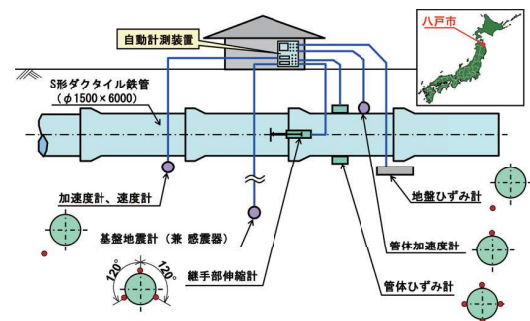 自動計測装置
八戸市
S形ダクタイル鉄管
(φ1500×6000)
加速度計、速度計
地盤ひずみ計
基盤地震計(兼 感震器)
管体加速度計
継手部伸縮計
120°
120°
管体ひずみ計